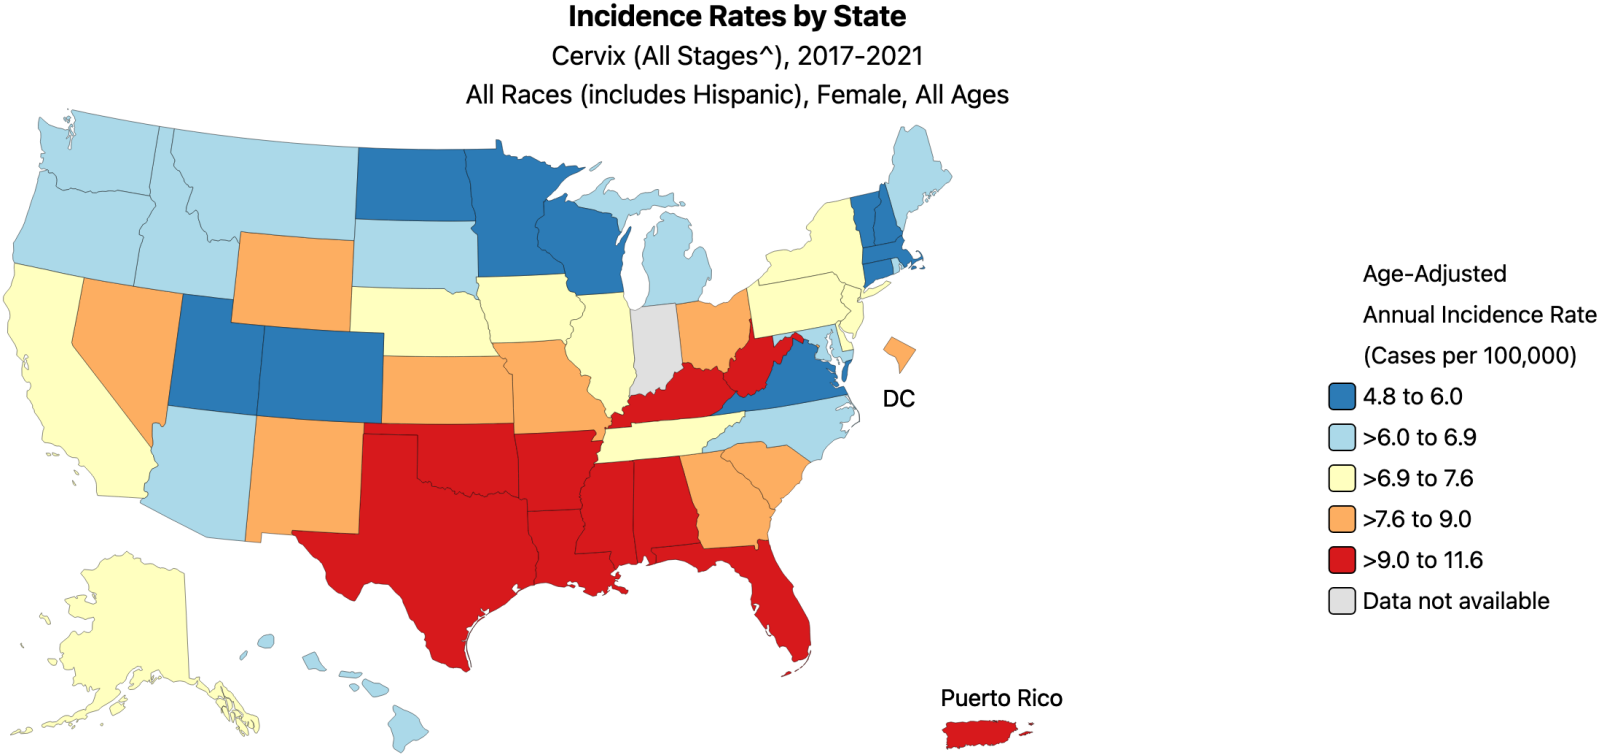 Incidence Rates by State
Cervix (All Stages^), 2017-2021
All Races (includes Hispanic), Female, All Ages
Age-Adjusted
Annual Incidence Rate
(Cases per 100,000)
4.8 to 6.0
>6.0 to 6.9
>6.9 to 7.6
>7.6 to 9.0
>9.0 to 11.6
Data not available
DC
Puerto Rico